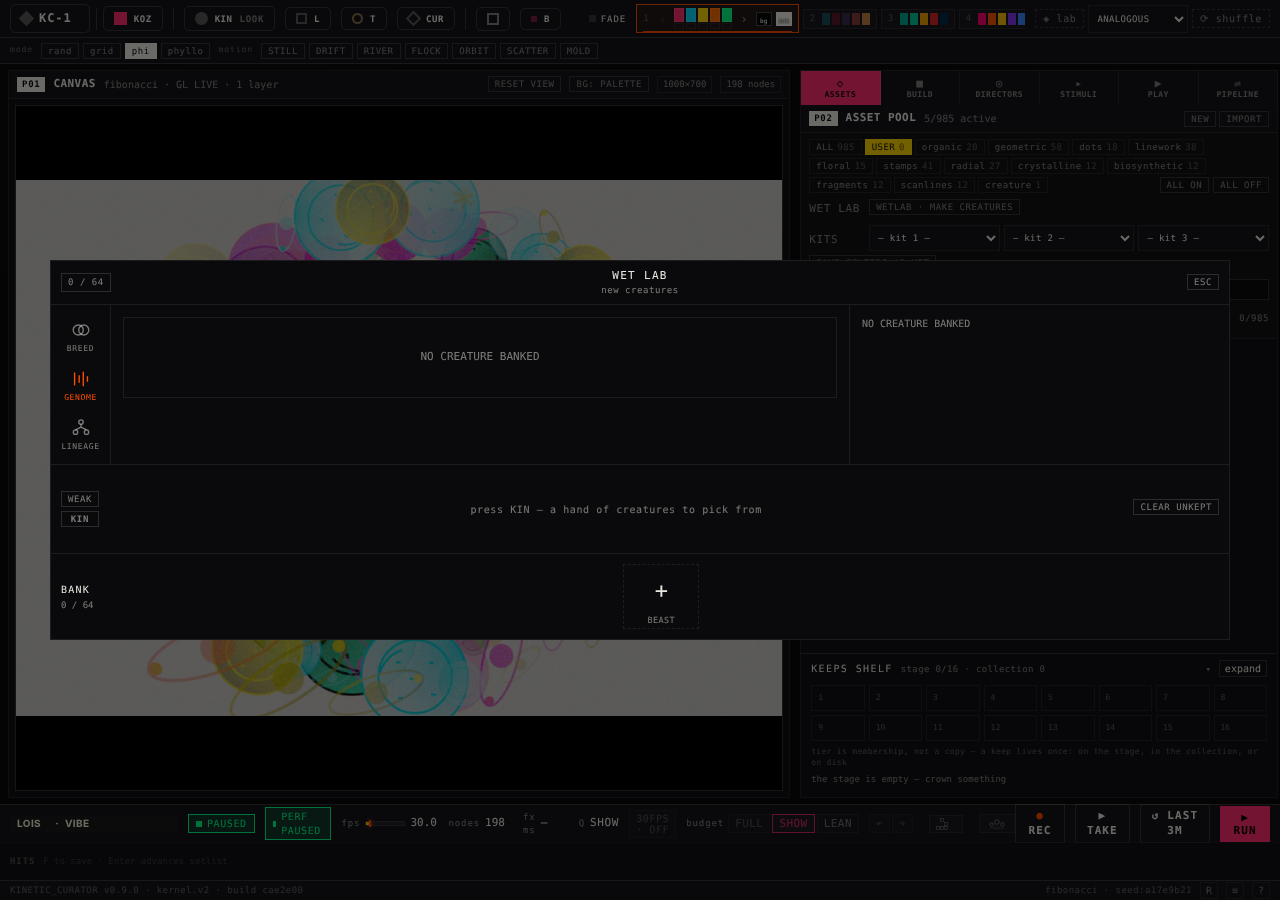 KC-1 KOZ KIN LOOK L T CUR B FADE 1 ‹ › bg 2 3 4 ◈ lab ANALOGOUS ⟳ shuffle
mode rand grid phi phyllo motion STILL DRIFT RIVER FLOCK ORBIT SCATTER MOLD
P01 CANVAS fibonacci · GL LIVE · 1 layer RESET VIEW BG: PALETTE 1000×700 198 nodes
ASSETS BUILD DIRECTORS STIMULI PLAY PIPELINE
P02 ASSET POOL 5/985 active NEW IMPORT
ALL 985 USER 0 organic 20 geometric 50 dots 18 linework 38
floral 15 stamps 41 radial 27 crystalline 12 biosynthetic 12
fragments 12 scanlines 12 creature 1 ALL ON ALL OFF
WET LAB WETLAB · MAKE CREATURES
KITS — kit 1 — — kit 2 — — kit 3 —
0/985
0 / 64 WET LAB ESC
new creatures
BREED
GENOME
LINEAGE
NO CREATURE BANKED
NO CREATURE BANKED
WEAK
KIN
press KIN — a hand of creatures to pick from
CLEAR UNKEPT
BANK
0 / 64
+
BEAST
KEEPS SHELF stage 0/16 · collection 0 expand
1 2 3 4 5 6 7 8
9 10 11 12 13 14 15 16
tier is membership, not a copy — a keep lives once: on the stage, in the collection, or
on disk
the stage is empty — crown something
LOIS · VIBE PAUSED PERF PAUSED fps 30.0 nodes 198 fx ms — Q SHOW 30FPS · OFF budget FULL SHOW LEAN REC TAKE ↺ LAST 3M RUN
HITS F to save · Enter advances setlist
KINETIC_CURATOR v0.9.0 · kernel.v2 · build cae2e00 fibonacci · seed:a17e9b21 R ≡ ?